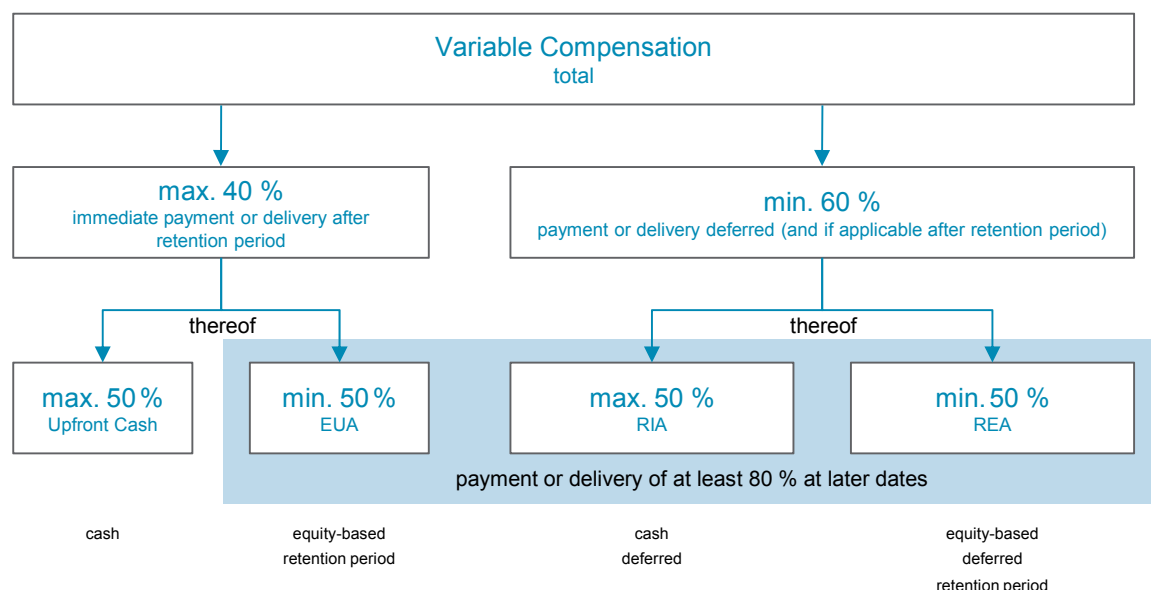 Variable Compensation
total
max. 40 %
immediate payment or delivery after
retention period
min. 60 %
payment or delivery deferred (and if applicable after retention period)
thereof
thereof
max. 50 %
Upfront Cash
min. 50 %
EUA
max. 50 %
RIA
min. 50 %
REA
payment or delivery of at least 80 % at later dates
cash
equity-based
retention period
cash
deferred
equity-based
deferred
retention period